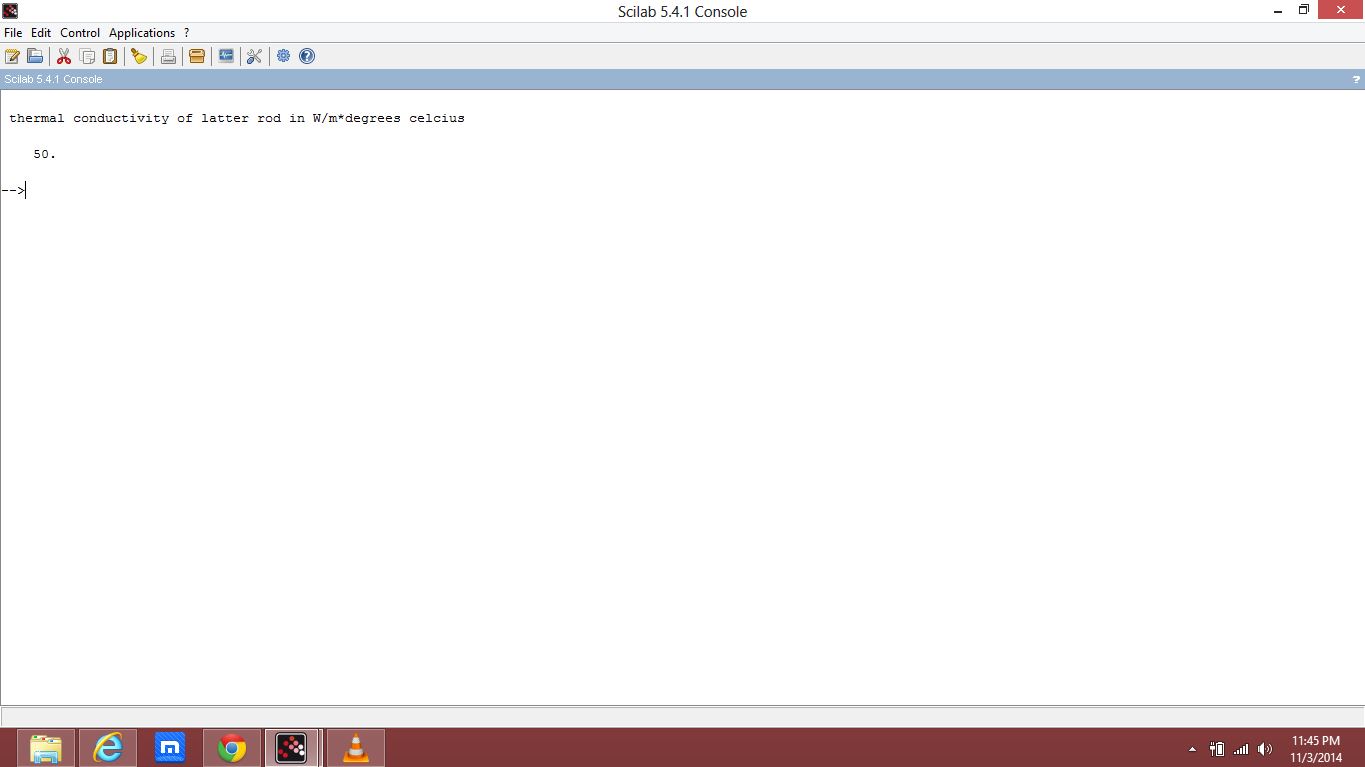 Scilab 5.4.1 Console
File Edit Control Applications ?
Scilab 5.4.1 Console ?
thermal conductivity of latter rod in W/m*degrees celcius
50.
-->
11:45 PM
11/3/2014